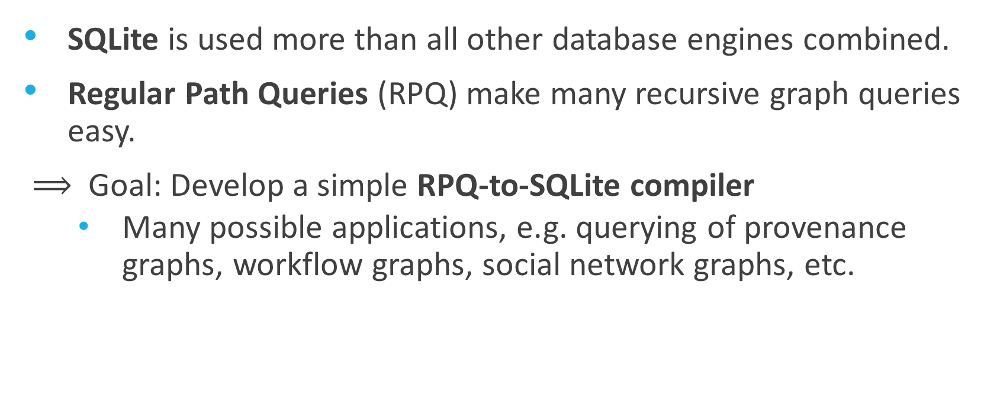 • SQLite is used more than all other database engines combined.
• Regular Path Queries (RPQ) make many recursive graph queries
easy.
⟹ Goal: Develop a simple RPQ-to-SQLite compiler
• Many possible applications, e.g. querying of provenance
graphs, workflow graphs, social network graphs, etc.